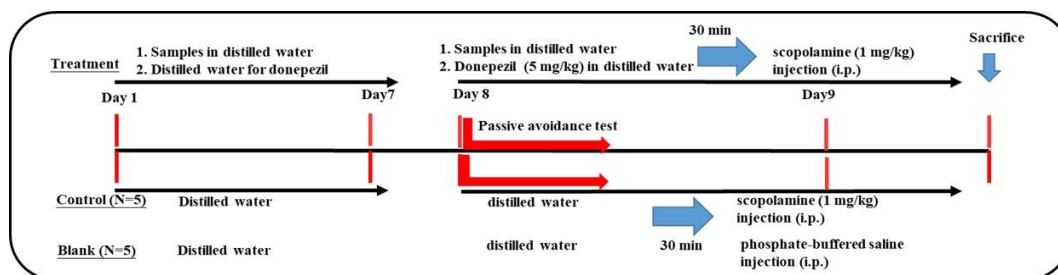 30 min
Sacrifice
Treatment
1. Samples in distilled water
2. Distilled water for donepezil
1. Samples in distilled water
2. Donepezil (5 mg/kg) in distilled water
scopolamine (1 mg/kg)
injection (i.p.)
Day 1
Day7
Day 8
Day9
Passive avoidance test
Control (N=5)
Distilled water
distilled water
scopolamine (1 mg/kg)
injection (i.p.)
Blank (N=5)
Distilled water
distilled water
30 min
phosphate-buffered saline
injection (i.p.)